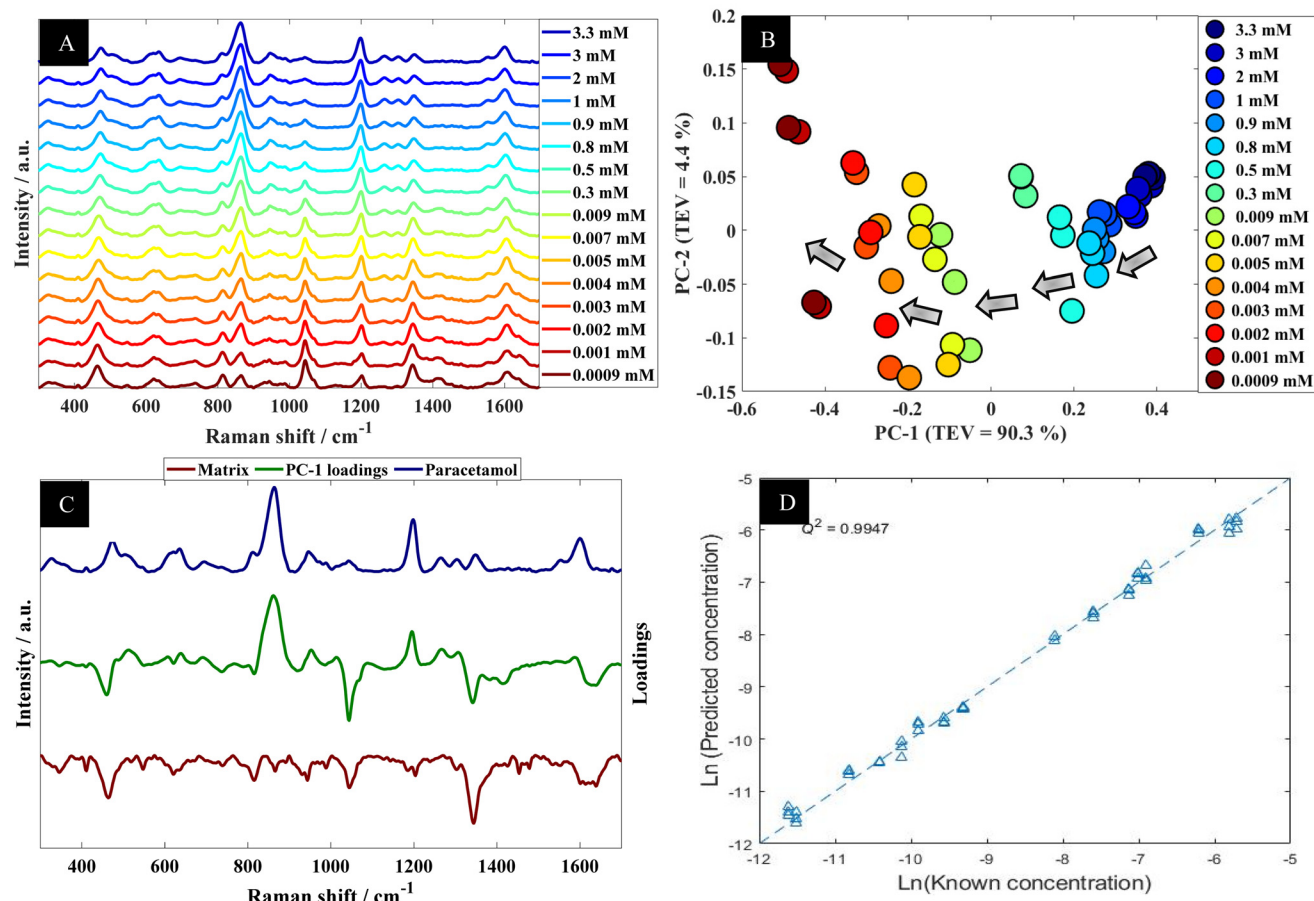 A
Intensity / a.u.
3.3 mM
3 mM
2 mM
1 mM
0.9 mM
0.8 mM
0.5 mM
0.3 mM
0.009 mM
0.007 mM
0.005 mM
0.004 mM
0.003 mM
0.002 mM
0.001 mM
0.0009 mM
400 600 800 1000 1200 1400 1600
Raman shift / cm⁻¹
B
PC-2 (TEV = 4.4 %)
0.2
0.15
0.1
0.05
0
-0.05
-0.1
-0.15
-0.6 -0.4 -0.2 0 0.2 0.4
PC-1 (TEV = 90.3 %)
3.3 mM
3 mM
2 mM
1 mM
0.9 mM
0.8 mM
0.5 mM
0.3 mM
0.009 mM
0.007 mM
0.005 mM
0.004 mM
0.003 mM
0.002 mM
0.001 mM
0.0009 mM
Matrix PC-1 loadings Paracetamol
C
Intensity / a.u.
Loadings
400 600 800 1000 1200 1400 1600
Raman shift / cm⁻¹
D
Q² = 0.9947
Ln (Predicted concentration)
-5
-6
-7
-8
-9
-10
-11
-12
-12 -11 -10 -9 -8 -7 -6 -5
Ln(Known concentration)